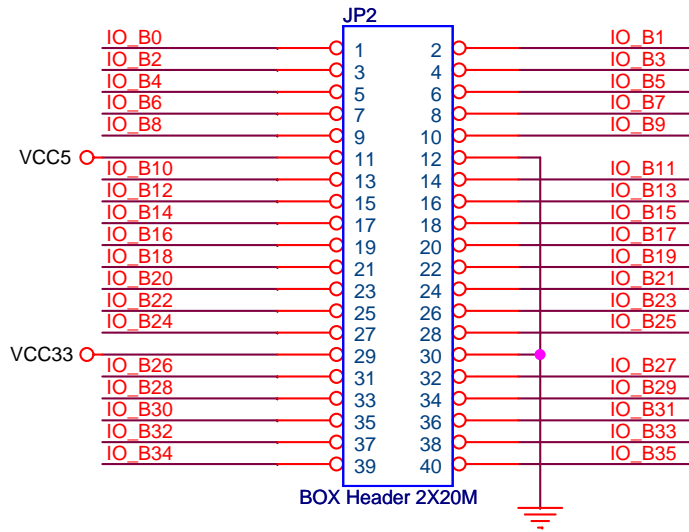 JP2
IO_B0 1 2 IO_B1
IO_B2 3 4 IO_B3
IO_B4 5 6 IO_B5
IO_B6 7 8 IO_B7
IO_B8 9 10 IO_B9
VCC5 11 12
IO_B10 13 14 IO_B11
IO_B12 15 16 IO_B13
IO_B14 17 18 IO_B15
IO_B16 19 20 IO_B17
IO_B18 21 22 IO_B19
IO_B20 23 24 IO_B21
IO_B22 25 26 IO_B23
IO_B24 27 28 IO_B25
VCC33 29 30
IO_B26 31 32 IO_B27
IO_B28 33 34 IO_B29
IO_B30 35 36 IO_B31
IO_B32 37 38 IO_B33
IO_B34 39 40 IO_B35
BOX Header 2X20M